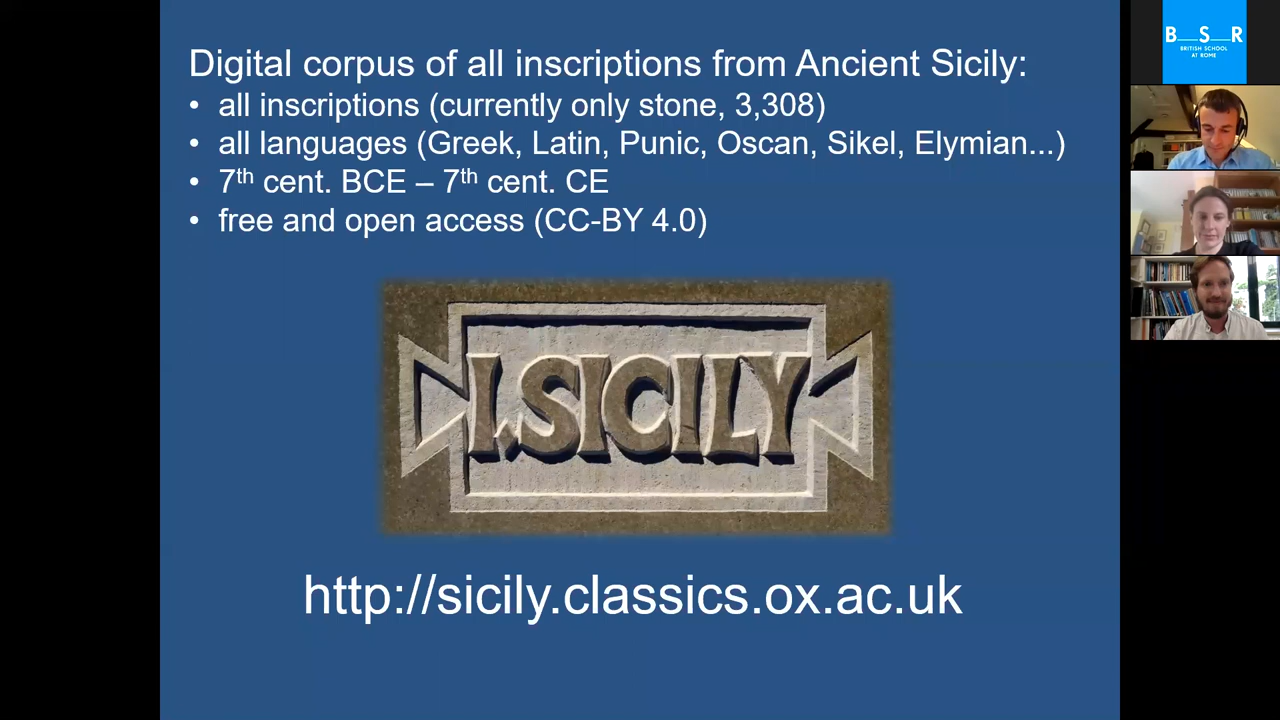 Digital corpus of all inscriptions from Ancient Sicily:
• all inscriptions (currently only stone, 3,308)
• all languages (Greek, Latin, Punic, Oscan, Sikel, Elymian...)
• 7th cent. BCE – 7th cent. CE
• free and open access (CC-BY 4.0)
I.SICILY
http://sicily.classics.ox.ac.uk
B__S__R
BRITISH SCHOOL
AT ROME